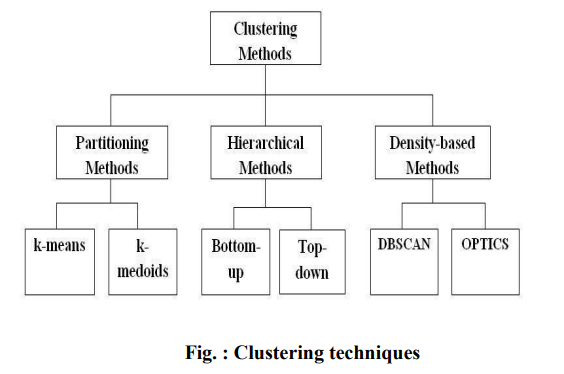 Clustering
Methods
Partitioning
Methods
Hierarchical
Methods
Density-based
Methods
k-means
k-
medoids
Bottom-
up
Top-
down
DBSCAN
OPTICS
Fig. : Clustering techniques